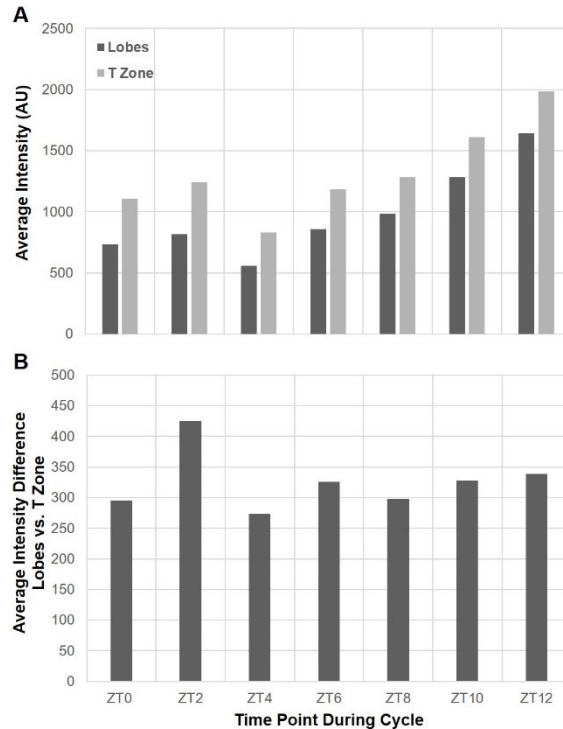 A
2500
2000
1500
1000
500
0
Average Intensity (AU)
Lobes
T Zone
B
500
450
400
350
300
250
200
150
100
50
0
Average Intensity Difference
Lobes vs. T Zone
ZT0 ZT2 ZT4 ZT6 ZT8 ZT10 ZT12
Time Point During Cycle